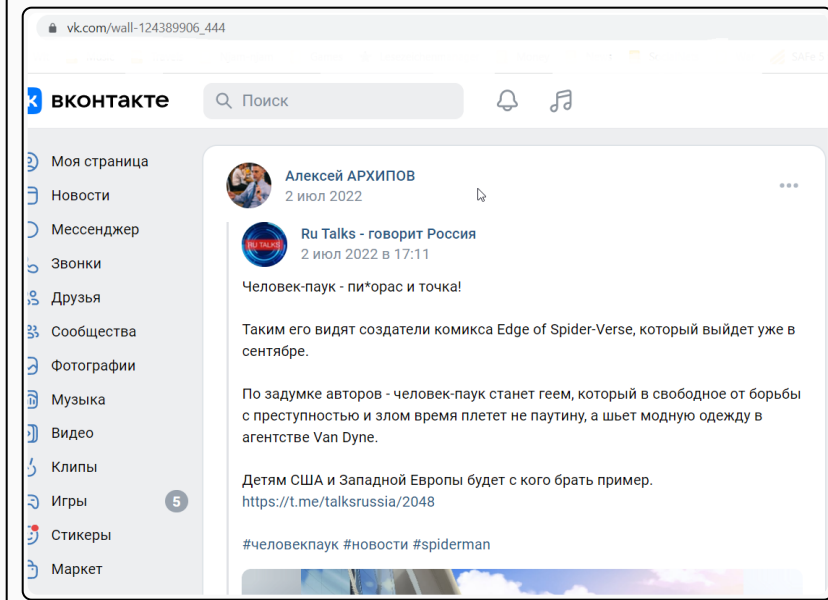 vk.com/wall-124389906_444
вконтакте
Поиск
Моя страница
Новости
Мессенджер
Звонки
Друзья
Сообщества
Фотографии
Музыка
Видео
Клипы
Игры
5
Стикеры
Маркет
Алексей АРХИПОВ
2 июл 2022
RU TALKS
Ru Talks - говорит Россия
2 июл 2022 в 17:11
Человек-паук - пи*орас и точка!
Таким его видят создатели комикса Edge of Spider-Verse, который выйдет уже в
сентябре.
По задумке авторов - человек-паук станет геем, который в свободное от борьбы
с преступностью и злом время плетет не паутину, а шьет модную одежду в
агентстве Van Dyne.
Детям США и Западной Европы будет с кого брать пример.
https://t.me/talksrussia/2048
#человекпаук #новости #spiderman